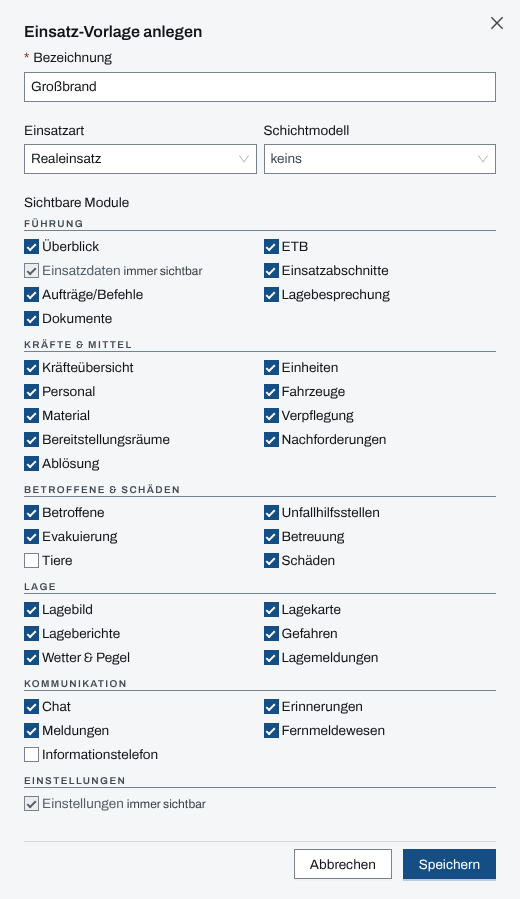 Einsatz-Vorlage anlegen
* Bezeichnung
Großbrand
Einsatzart Schichtmodell
Realeinsatz keins
Sichtbare Module
FÜHRUNG
Überblick ETB
Einsatzdaten immer sichtbar Einsatzabschnitte
Aufträge/Befehle Lagebesprechung
Dokumente
KRÄFTE & MITTEL
Kräfteübersicht Einheiten
Personal Fahrzeuge
Material Verpflegung
Bereitstellungsräume Nachforderungen
Ablösung
BETROFFENE & SCHÄDEN
Betroffene Unfallhilfsstellen
Evakuierung Betreuung
Tiere Schäden
LAGE
Lagebild Lagekarte
Lageberichte Gefahren
Wetter & Pegel Lagemeldungen
KOMMUNIKATION
Chat Erinnerungen
Meldungen Fernmeldewesen
Informationstelefon
EINSTELLUNGEN
Einstellungen immer sichtbar
Abbrechen Speichern